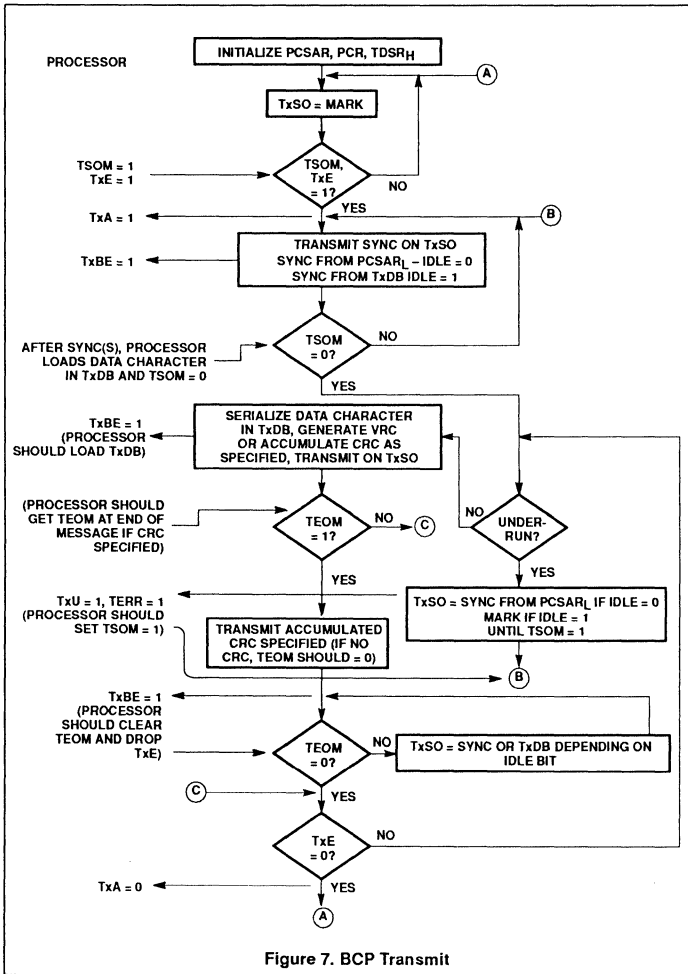 INITIALIZE PCSAR, PCR, TDSRH
PROCESSOR
A
TxSO = MARK
TSOM = 1
TxE = 1
TSOM,
TxE
= 1?
NO
YES
TxA = 1
B
TRANSMIT SYNC ON TxSO
SYNC FROM PCSARL – IDLE = 0
SYNC FROM TxDB IDLE = 1
TxBE = 1
TSOM
= 0?
NO
AFTER SYNC(S), PROCESSOR
LOADS DATA CHARACTER
IN TxDB AND TSOM = 0
YES
SERIALIZE DATA CHARACTER
IN TxDB, GENERATE VRC
OR ACCUMULATE CRC AS
SPECIFIED, TRANSMIT ON TxSO
TxBE = 1
(PROCESSOR
SHOULD LOAD TxDB)
(PROCESSOR SHOULD
GET TEOM AT END OF
MESSAGE IF CRC
SPECIFIED)
TEOM
= 1?
NO
C
NO
UNDER-
RUN?
YES
YES
TxU = 1, TERR = 1
(PROCESSOR SHOULD
SET TSOM = 1)
TxSO = SYNC FROM PCSARL IF IDLE = 0
MARK IF IDLE = 1
UNTIL TSOM = 1
TRANSMIT ACCUMULATED
CRC SPECIFIED (IF NO
CRC, TEOM SHOULD = 0)
B
TxBE = 1
(PROCESSOR
SHOULD CLEAR
TEOM AND DROP
TxE)
TEOM
= 0?
NO
TxSO = SYNC OR TxDB DEPENDING ON
IDLE BIT
C
YES
TxE
= 0?
NO
TxA = 0
YES
A
Figure 7. BCP Transmit